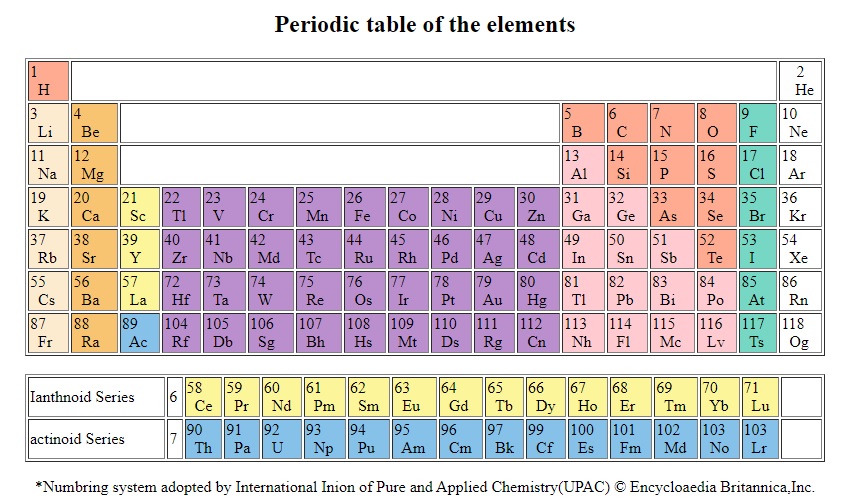 Periodic table of the elements
1 2
H He
3 4 5 6 7 8 9 10
Li Be B C N O F Ne
11 12 13 14 15 16 17 18
Na Mg Al Si P S Cl Ar
19 20 21 22 23 24 25 26 27 28 29 30 31 32 33 34 35 36
K Ca Sc Tl V Cr Mn Fe Co Ni Cu Zn Ga Ge As Se Br Kr
37 38 39 40 41 42 43 44 45 46 47 48 49 50 51 52 53 54
Rb Sr Y Zr Nb Md Tc Ru Rh Pd Ag Cd In Sn Sb Te I Xe
55 56 57 72 73 74 75 76 77 78 79 80 81 82 83 84 85 86
Cs Ba La Hf Ta W Re Os Ir Pt Au Hg Tl Pb Bi Po At Rn
87 88 89 104 105 106 107 108 109 110 111 112 113 114 115 116 117 118
Fr Ra Ac Rf Db Sg Bh Hs Mt Ds Rg Cn Nh Fl Mc Lv Ts Og
58 59 60 61 62 63 64 65 66 67 68 69 70 71
Ianthnoid Series 6 Ce Pr Nd Pm Sm Eu Gd Tb Dy Ho Er Tm Yb Lu
90 91 92 93 94 95 96 97 99 100 101 102 103 103
actinoid Series 7 Th Pa U Np Pu Am Cm Bk Cf Es Fm Md No Lr
*Numbring system adopted by International Inion of Pure and Applied Chemistry(UPAC) © Encycloaedia Britannica,Inc.